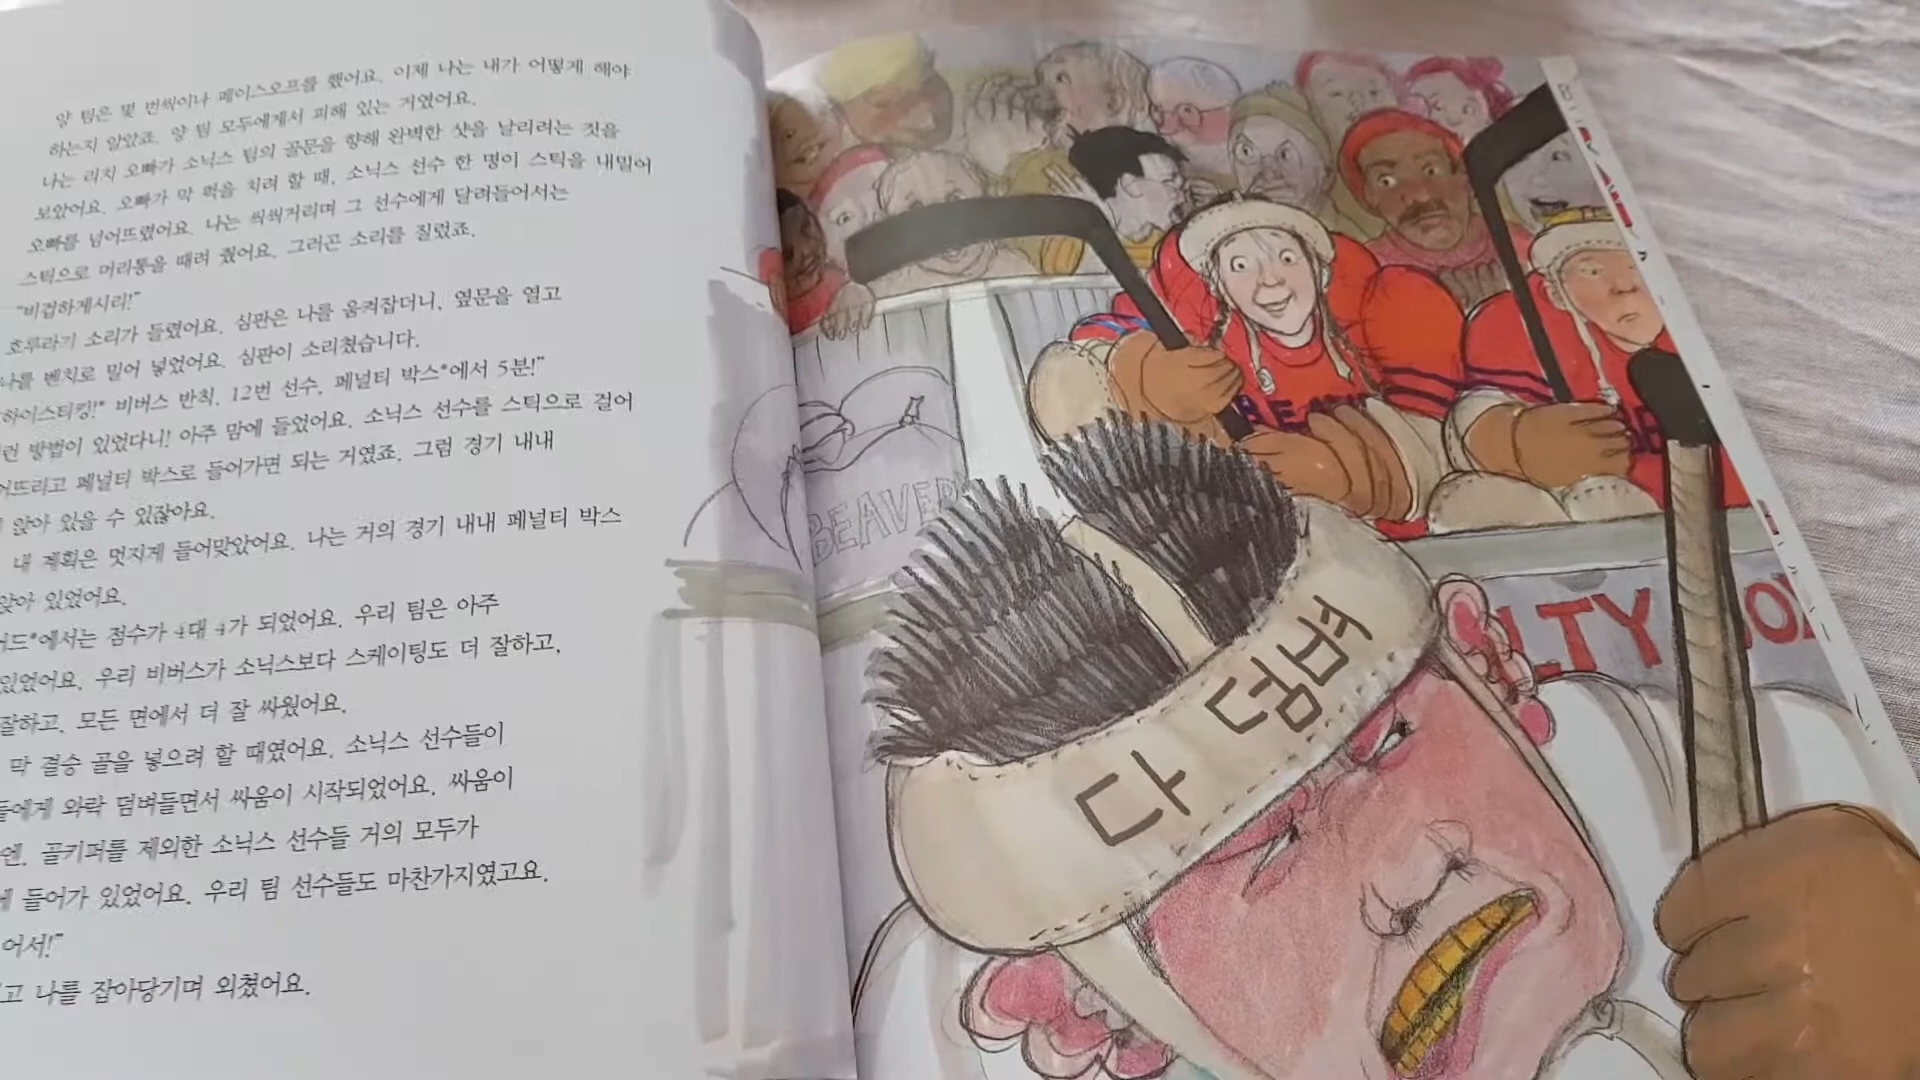 양 팀은 몇 번씩이나 페이스오프를 했어요. 이제 나는 내가 어떻게 해야
하는지 알았죠. 양 팀 모두에게서 피해 있는 거였어요.
나는 리치 오빠가 소닉스 팀의 골문을 향해 완벽한 샷을 날리려는 것을
보았어요. 오빠가 막 퍽을 치려 할 때, 소닉스 선수 한 명이 스틱을 내밀어
오빠를 넘어뜨렸어요. 나는 씩씩거리며 그 선수에게 달려들어서는
스틱으로 머리통을 때려 줬어요. 그러곤 소리를 질렀죠.
"비겁하게시리!"
호루라기 소리가 들렸어요. 심판은 나를 움켜잡더니, 옆문을 열고
나를 벤치로 밀어 넣었어요. 심판이 소리쳤습니다.
하이스티킹!* 비버스 반칙. 12번 선수, 페널티 박스*에서 5분!"
런 방법이 있었다니! 아주 맘에 들었어요. 소닉스 선수를 스틱으로 걸어
어뜨리고 페널티 박스로 들어가면 되는 거였죠. 그럼 경기 내내
앉아 있을 수 있잖아요.
내 계획은 멋지게 들어맞았어요. 나는 거의 경기 내내 페널티 박스
앉아 있었어요.
드*에서는 점수가 4대 4가 되었어요. 우리 팀은 아주
있었어요. 우리 비버스가 소닉스보다 스케이팅도 더 잘하고,
잘하고, 모든 면에서 더 잘 싸웠어요.
막 결승 골을 넣으려 할 때였어요. 소닉스 선수들이
들에게 와락 덤벼들면서 싸움이 시작되었어요. 싸움이
엔, 골키퍼를 제외한 소닉스 선수들 거의 모두가
에 들어가 있었어요. 우리 팀 선수들도 마찬가지였고요.
어서!"
고 나를 잡아당기며 외쳤어요.
BEAVER
BEAV
BE
LTY BOX
다 덤벼